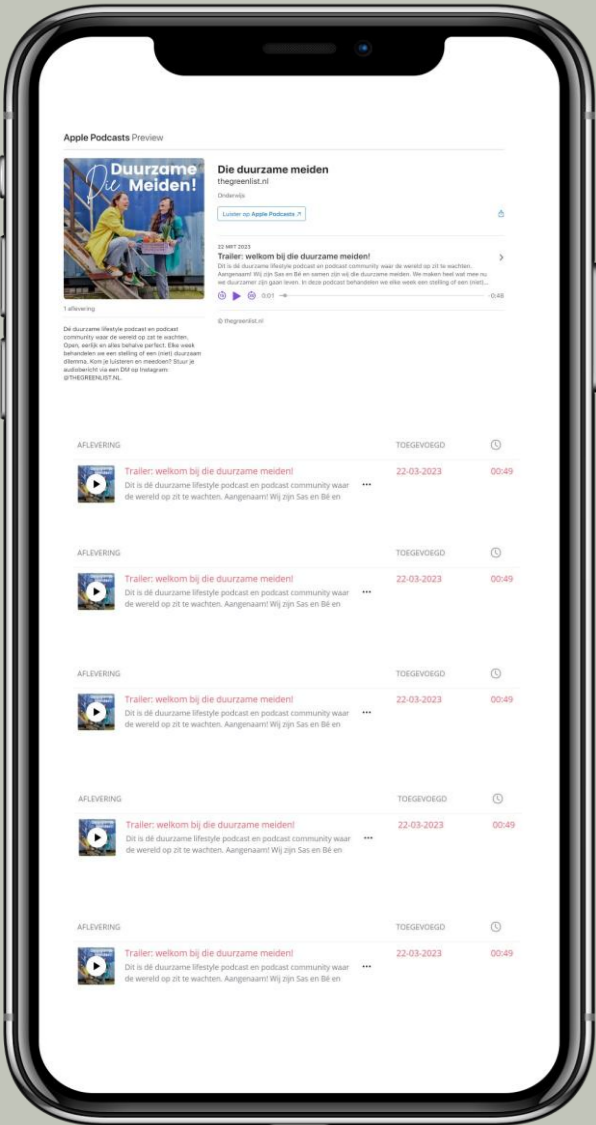 Apple Podcasts Preview
Duurzame
Die Meiden!
Die duurzame meiden
thegreenlist.nl
Onderwijs
Luister op Apple Podcasts ↗
22 MRT 2023
Trailer: welkom bij die duurzame meiden!
Dit is dé duurzame lifestyle podcast en podcast community waar de wereld op zit te wachten.
Aangenaam! Wij zijn Sas en Bé en samen zijn wij die duurzame meiden. We maken heel wat mee nu
we duurzamer zijn gaan leven. In deze podcast behandelen we elke week een stelling of een (niet)...
0:01
-0:48
1 aflevering
© thegreenlist.nl
Dé duurzame lifestyle podcast en podcast
community waar de wereld op zat te wachten.
Open, eerlijk en alles behalve perfect. Elke week
behandelen we een stelling of een (niet) duurzaam
dilemma. Kom je luisteren en meedoen? Stuur je
audiobericht via een DM op Instagram:
@THEGREENLIST.NL.
AFLEVERING TOEGEVOEGD
Trailer: welkom bij die duurzame meiden! 22-03-2023 00:49
Dit is dé duurzame lifestyle podcast en podcast community waar ...
de wereld op zit te wachten. Aangenaam! Wij zijn Sas en Bé en
AFLEVERING TOEGEVOEGD
Trailer: welkom bij die duurzame meiden! 22-03-2023 00:49
Dit is dé duurzame lifestyle podcast en podcast community waar ...
de wereld op zit te wachten. Aangenaam! Wij zijn Sas en Bé en
AFLEVERING TOEGEVOEGD
Trailer: welkom bij die duurzame meiden! 22-03-2023 00:49
Dit is dé duurzame lifestyle podcast en podcast community waar ...
de wereld op zit te wachten. Aangenaam! Wij zijn Sas en Bé en
AFLEVERING TOEGEVOEGD
Trailer: welkom bij die duurzame meiden! 22-03-2023 00:49
Dit is dé duurzame lifestyle podcast en podcast community waar ...
de wereld op zit te wachten. Aangenaam! Wij zijn Sas en Bé en
AFLEVERING TOEGEVOEGD
Trailer: welkom bij die duurzame meiden! 22-03-2023 00:49
Dit is dé duurzame lifestyle podcast en podcast community waar ...
de wereld op zit te wachten. Aangenaam! Wij zijn Sas en Bé en